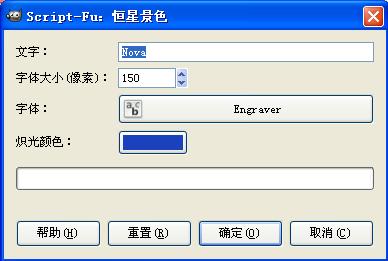 Script-Fu: 恒星景色
文字： Nova
字体大小(像素)： 150
字体： Engraver
炽光颜色：
帮助(H) 重置(R) 确定(O) 取消(C)